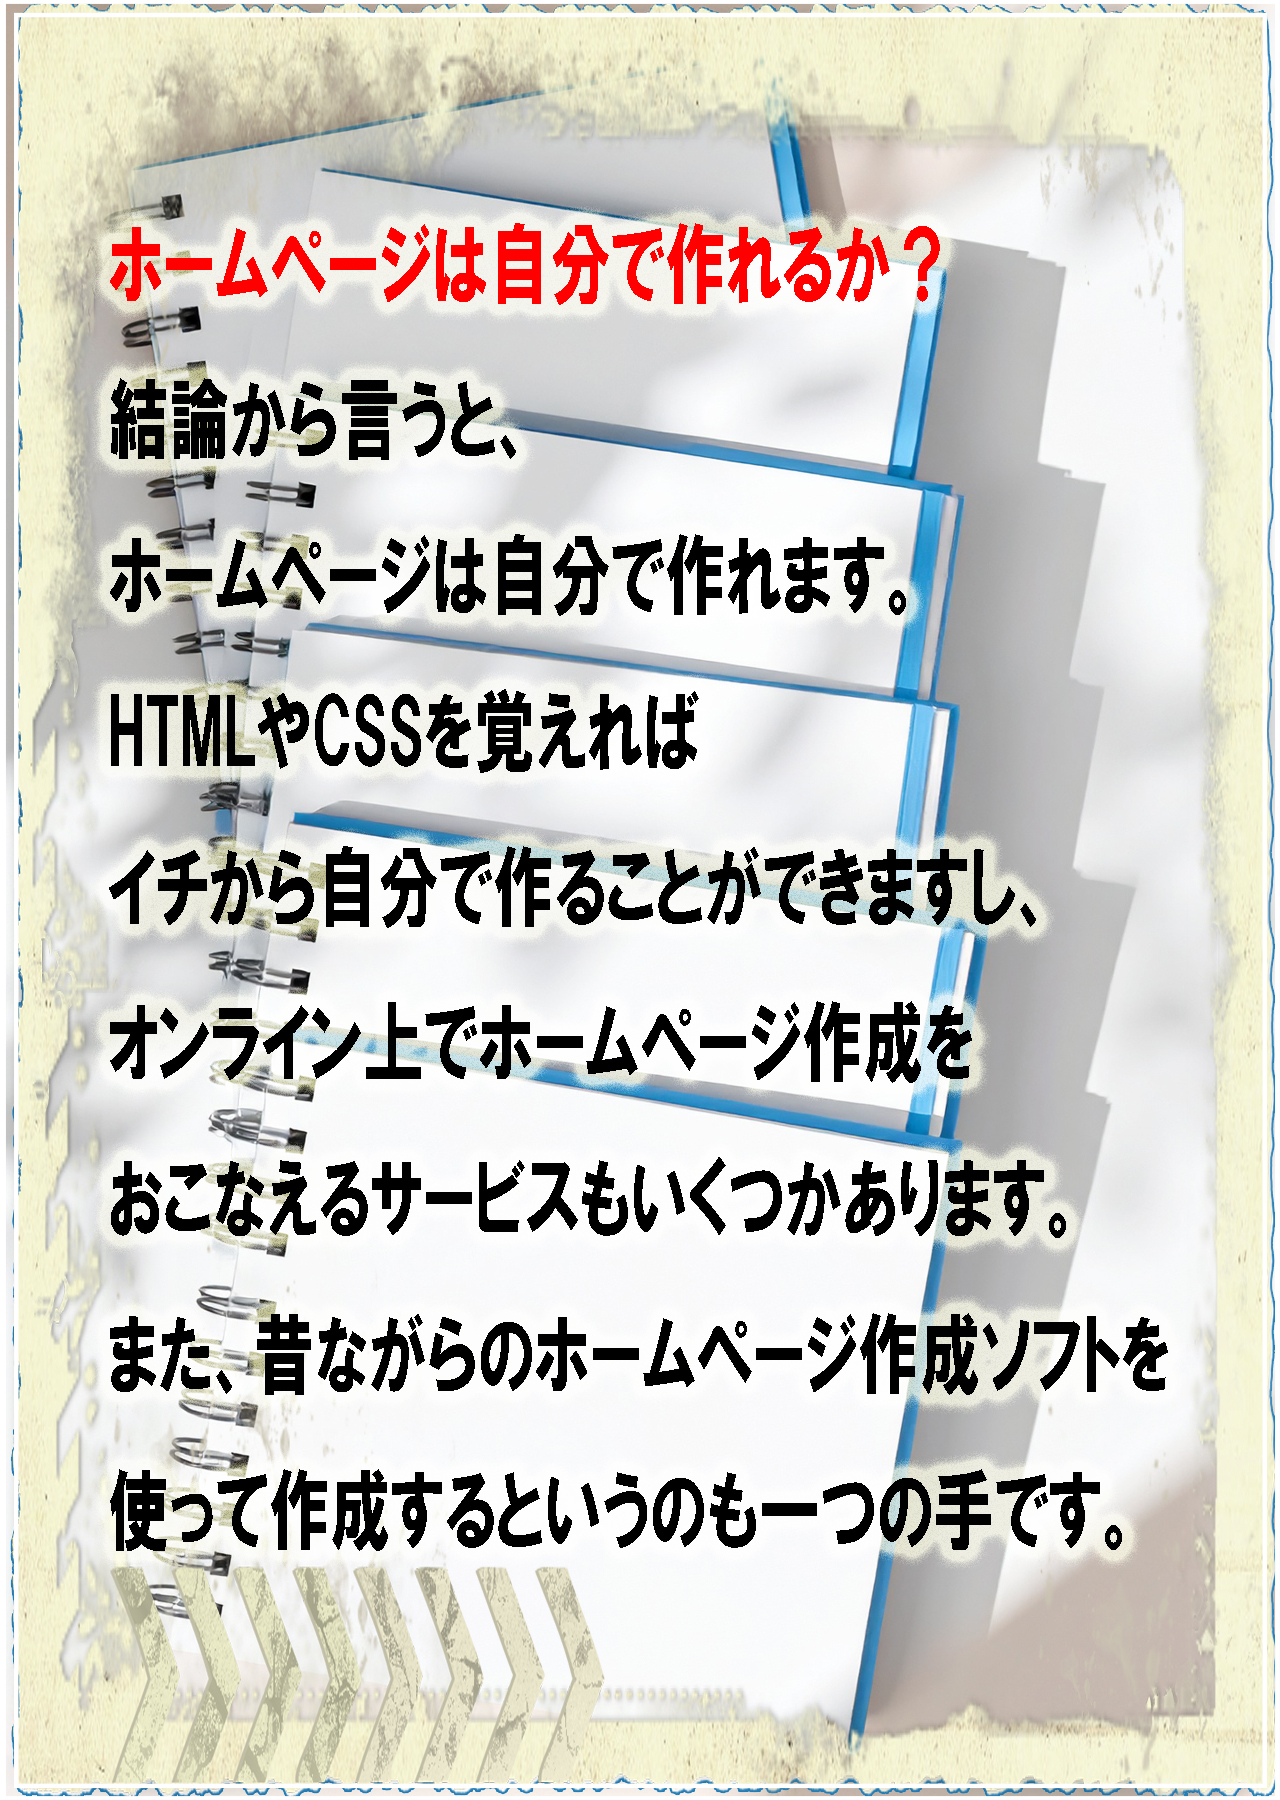 ホームページは自分で作れるか？
結論から言うと、
ホームページは自分で作れます。
HTMLやCSSを覚えれば
イチから自分で作ることができますし、
オンライン上でホームページ作成を
おこなえるサービスもいくつかあります。
また、昔ながらのホームページ作成ソフトを
使って作成するというのも一つの手です。